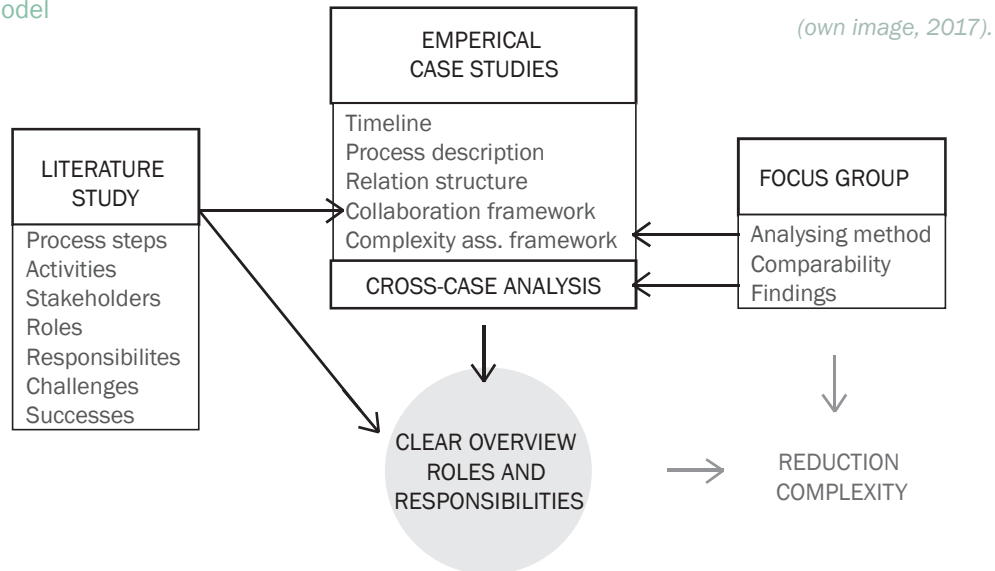 odel
(own image, 2017).
EMPERICAL
CASE STUDIES
Timeline
Process description
Relation structure
Collaboration framework
Complexity ass. framework
CROSS-CASE ANALYSIS
LITERATURE
STUDY
Process steps
Activities
Stakeholders
Roles
Responsibilites
Challenges
Successes
FOCUS GROUP
Analysing method
Comparability
Findings
CLEAR OVERVIEW
ROLES AND
RESPONSIBILITIES
REDUCTION
COMPLEXITY